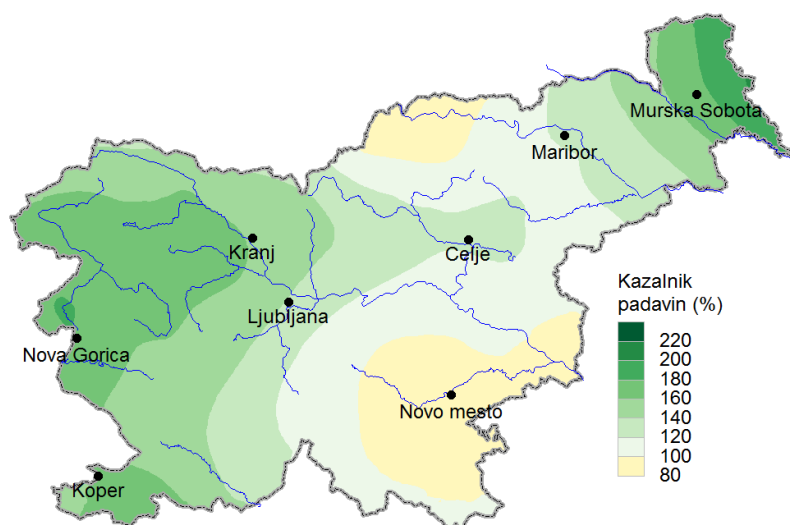 Murska Sobota
Maribor
Kranj
Celje
Ljubljana
Nova Gorica
Novo mesto
Koper
Kazalnik
padavin (%)
220
200
180
160
140
120
100
80